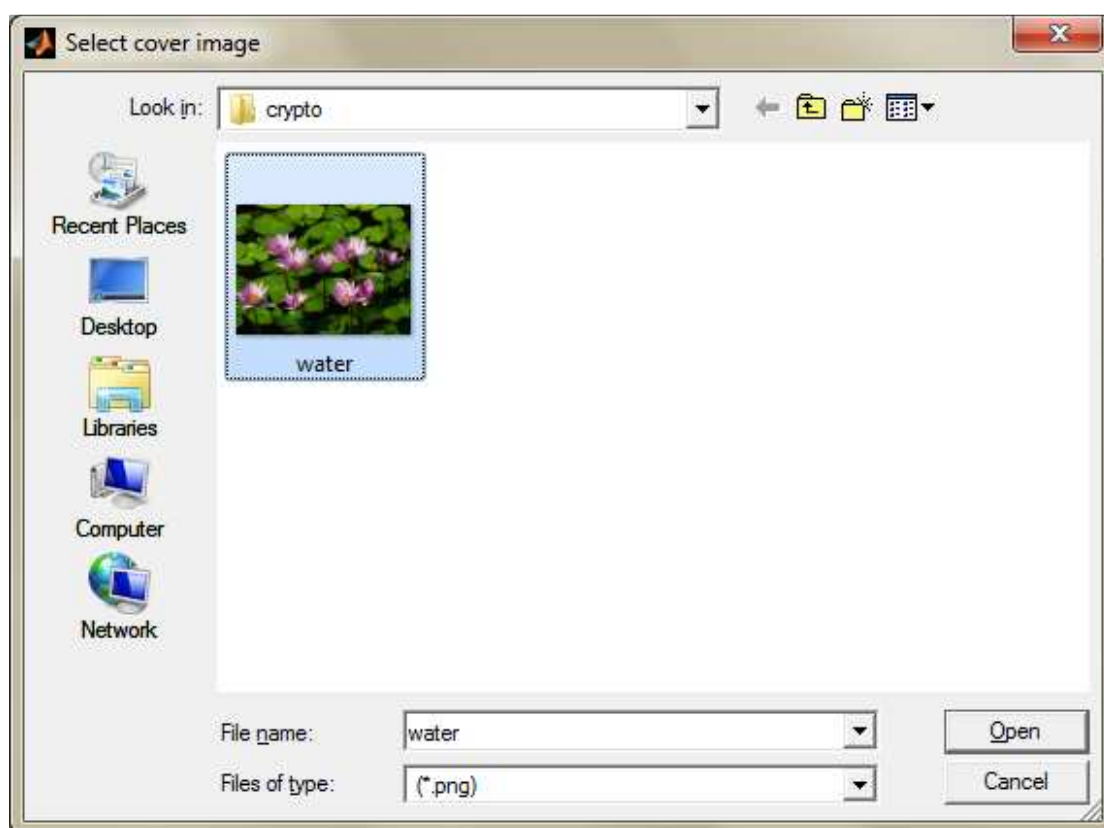 Select cover image
Look in: crypto
Recent Places
Desktop
Libraries
Computer
Network
water
File name: water Open
Files of type: (*.png) Cancel